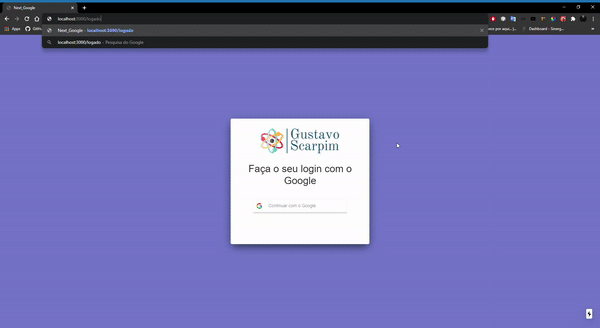 Next_Google
localhost:3000/logado
Apps
Dashboard - Sinerg...
Next_Google - localhost:3000/logado
localhost:3000/logado - Pesquisa do Google
Gustavo
Scarpim
Faça o seu login com o
Google
Continuar com o Google